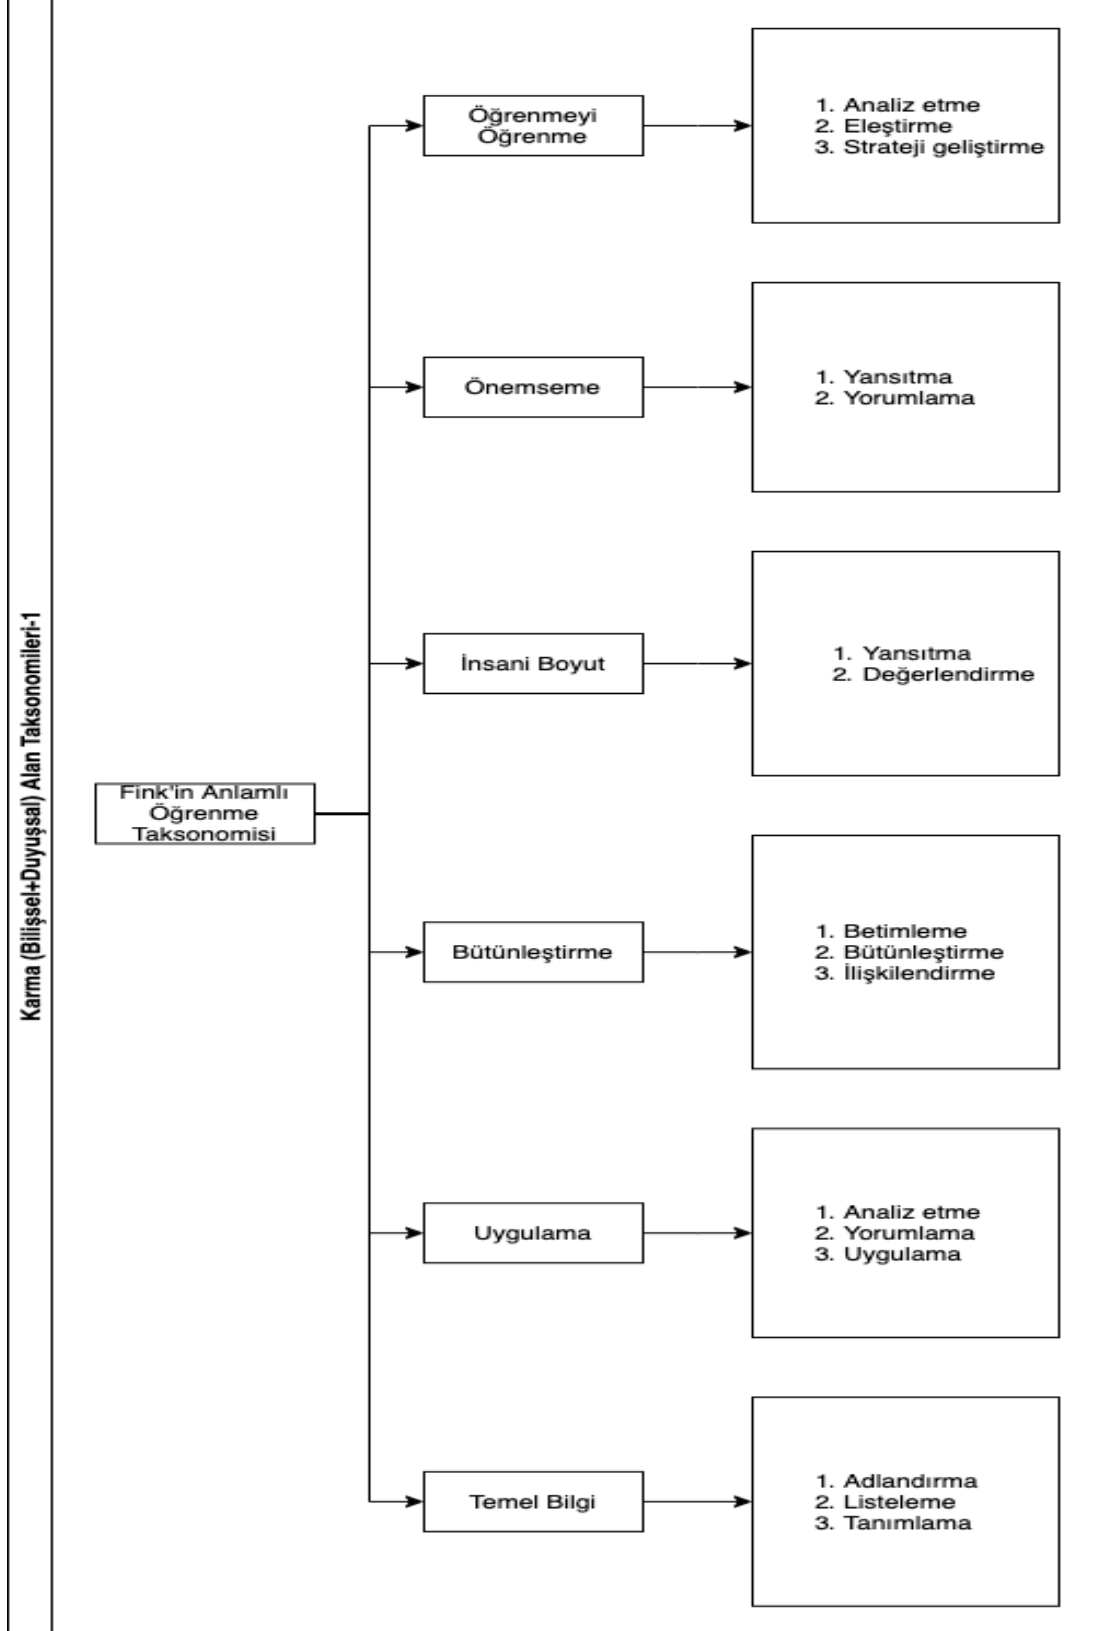 Karma (Bilişsel+Duyuşsal) Alan Taksonomileri-1
Fink'in Anlamlı
Öğrenme
Taksonomisi
Öğrenmeyi
Öğrenme
1. Analiz etme
2. Eleştirme
3. Strateji geliştirme
Önemseme
1. Yansıtma
2. Yorumlama
İnsani Boyut
1. Yansıtma
2. Değerlendirme
Bütünleştirme
1. Betimleme
2. Bütünleştirme
3. İlişkilendirme
Uygulama
1. Analiz etme
2. Yorumlama
3. Uygulama
Temel Bilgi
1. Adlandırma
2. Listeleme
3. Tanımlama